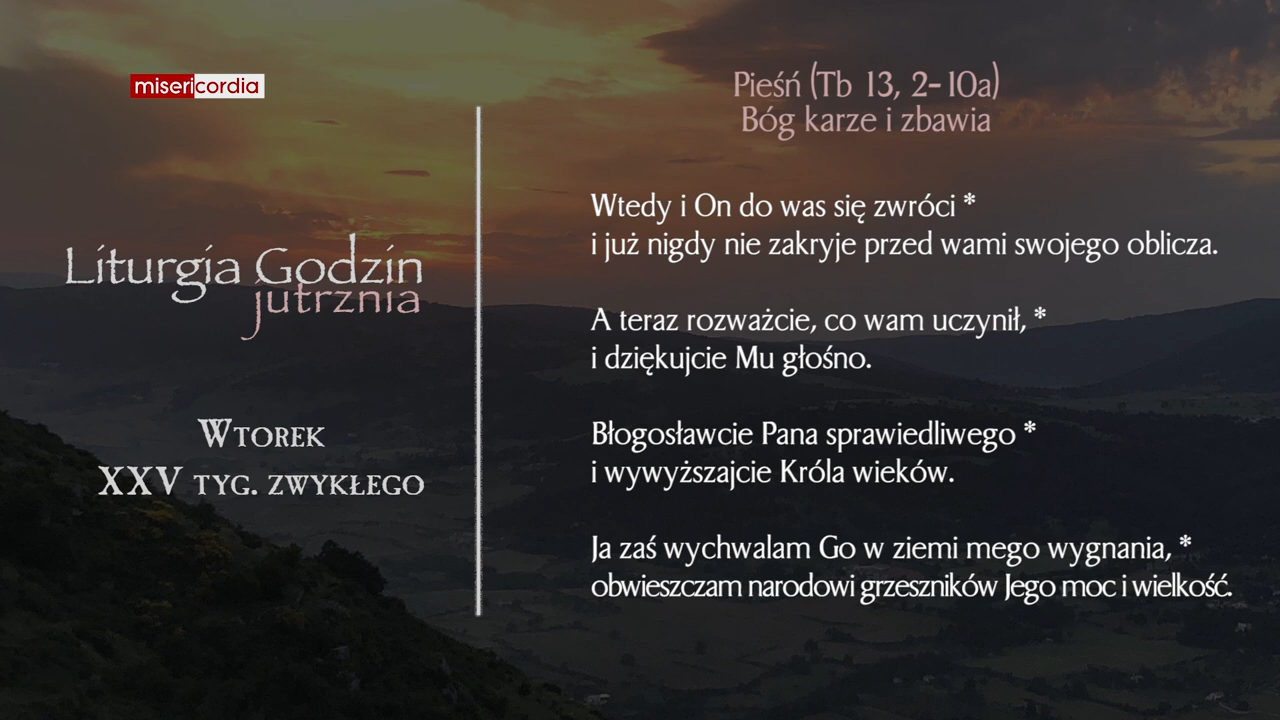 misericordia
Liturgia Godzin
jutrznia
Wtorek
XXV tyg. zwykłego
Pieśń (Tb 13, 2-10a)
Bóg karze i zbawia
Wtedy i On do was się zwróci *
i już nigdy nie zakryje przed wami swojego oblicza.
A teraz rozważcie, co wam uczynił, *
i dziękujcie Mu głośno.
Błogosławcie Pana sprawiedliwego *
i wywyższajcie Króla wieków.
Ja zaś wychwalam Go w ziemi mego wygnania, *
obwieszczam narodowi grzeszników Jego moc i wielkość.